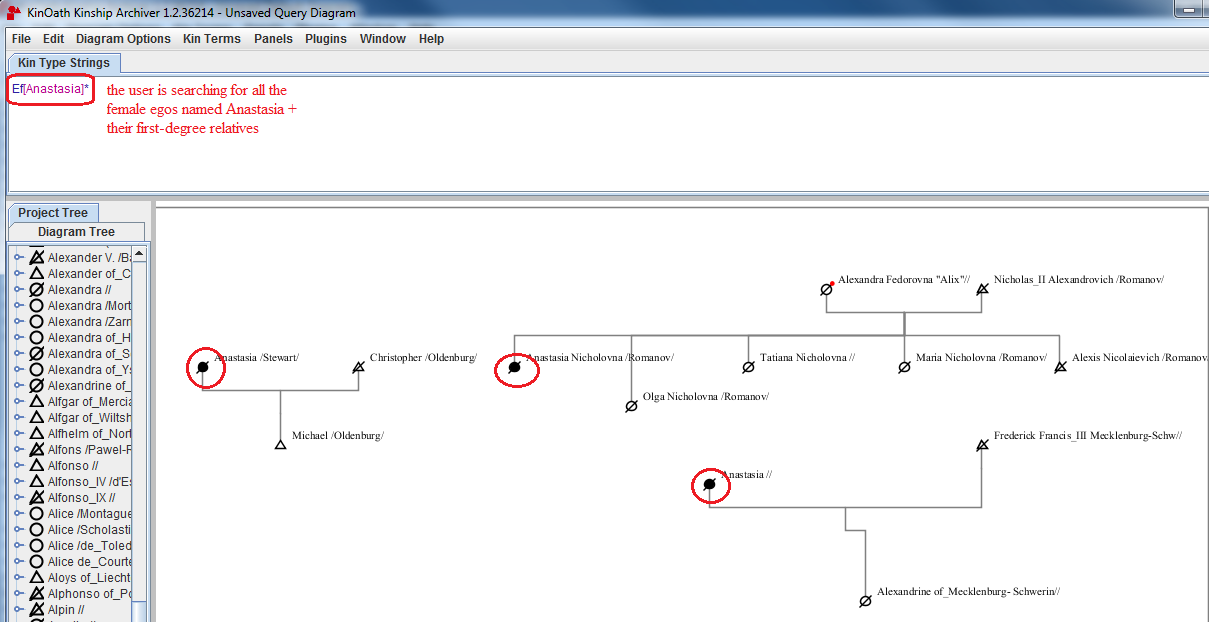 KinOath Kinship Archiver 1.2.36214 - Unsaved Query Diagram
File Edit Diagram Options Kin Terms Panels Plugins Window Help
Kin Type Strings
Ef[Anastasia]*
the user is searching for all the
female egos named Anastasia +
their first-degree relatives
Project Tree
Diagram Tree
Alexander V. /Ba
Alexander of_C
Alexandra //
Alexandra /Mort
Alexandra /Zarr
Alexandra of_H
Alexandra of_S
Alexandra of_Ys
Alexandrine of_
Alfgar of_Mercia
Alfgar of_Wiltsh
Alfhelm of_Nort
Alfons /Pawel-R
Alfonso //
Alfonso_IV /d'Es
Alfonso_IX //
Alice /Montague
Alice /Scholasti
Alice /de_Toled
Alice de_Courte
Aloys of_Liecht
Alphonso of_Po
Alpin //
Alexandra Fedorovna "Alix"//
Nicholas_II Alexandrovich /Romanov/
Anastasia /Stewart/
Christopher /Oldenburg/
Anastasia Nicholovna /Romanov/
Tatiana Nicholovna //
Maria Nicholovna /Romanov/
Alexis Nicolaievich /Romanov
Olga Nicholovna /Romanov/
Michael /Oldenburg/
Frederick Francis_III Mecklenburg-Schw//
Anastasia //
Alexandrine of_Mecklenburg- Schwerin//